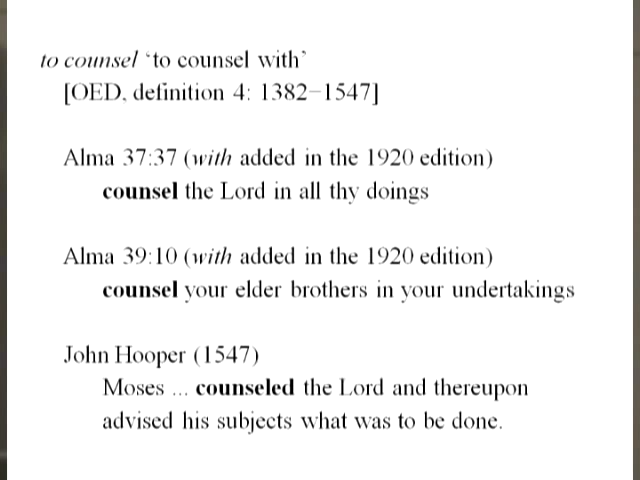 to counsel ‘to counsel with’
[OED, definition 4: 1382–1547]
Alma 37:37 (with added in the 1920 edition)
counsel the Lord in all thy doings
Alma 39:10 (with added in the 1920 edition)
counsel your elder brothers in your undertakings
John Hooper (1547)
Moses ... counseled the Lord and thereupon
advised his subjects what was to be done.